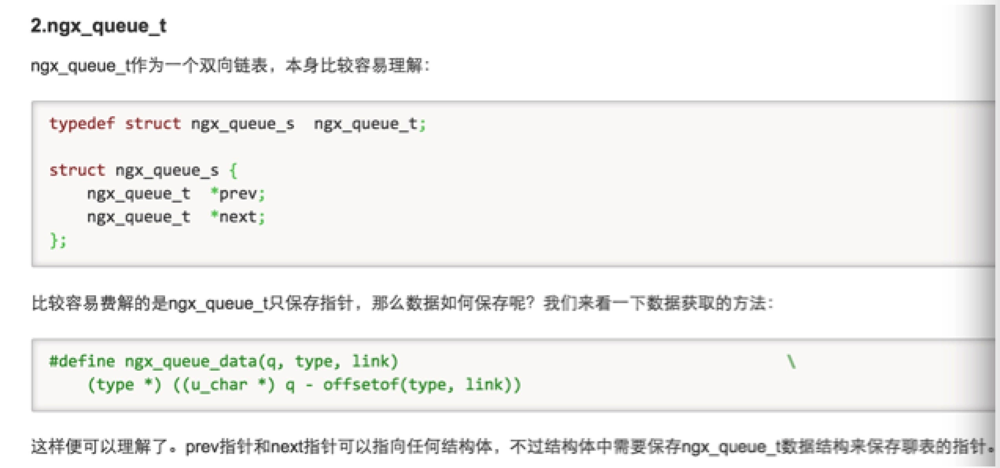 2.ngx_queue_t
ngx_queue_t作为一个双向链表，本身比较容易理解：
typedef struct ngx_queue_s  ngx_queue_t;
struct ngx_queue_s {
    ngx_queue_t  *prev;
    ngx_queue_t  *next;
};
比较容易费解的是ngx_queue_t只保存指针，那么数据如何保存呢？我们来看一下数据获取的方法：
#define ngx_queue_data(q, type, link)                                         \
    (type *) ((u_char *) q - offsetof(type, link))
这样便可以理解了。prev指针和next指针可以指向任何结构体，不过结构体中需要保存ngx_queue_t数据结构来保存聊表的指针。